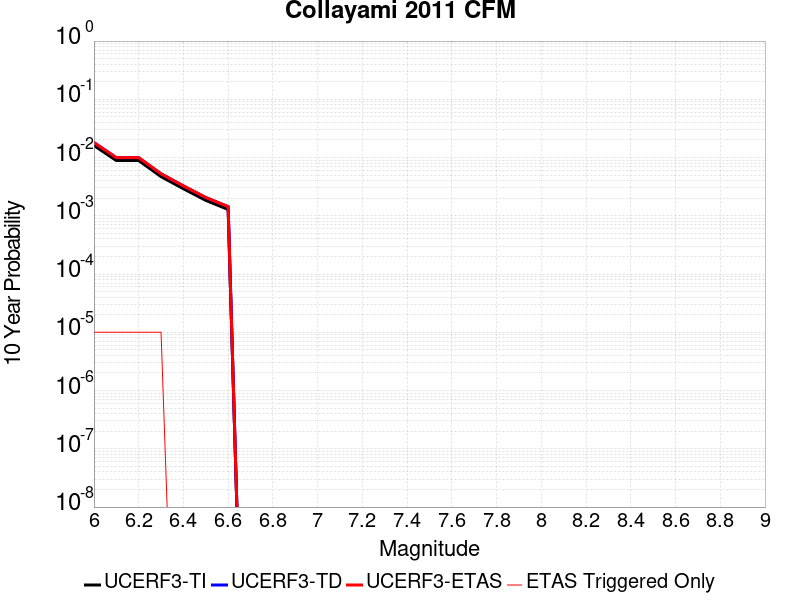 Collayami 2011 CFM
10 0
10 -1
10 -2
10 -3
10 -4
10 -5
10 -6
10 -7
10 -8
10 Year Probability
6 6.2 6.4 6.6 6.8 7 7.2 7.4 7.6 7.8 8 8.2 8.4 8.6 8.8 9
Magnitude
UCERF3-TI UCERF3-TD UCERF3-ETAS ETAS Triggered Only